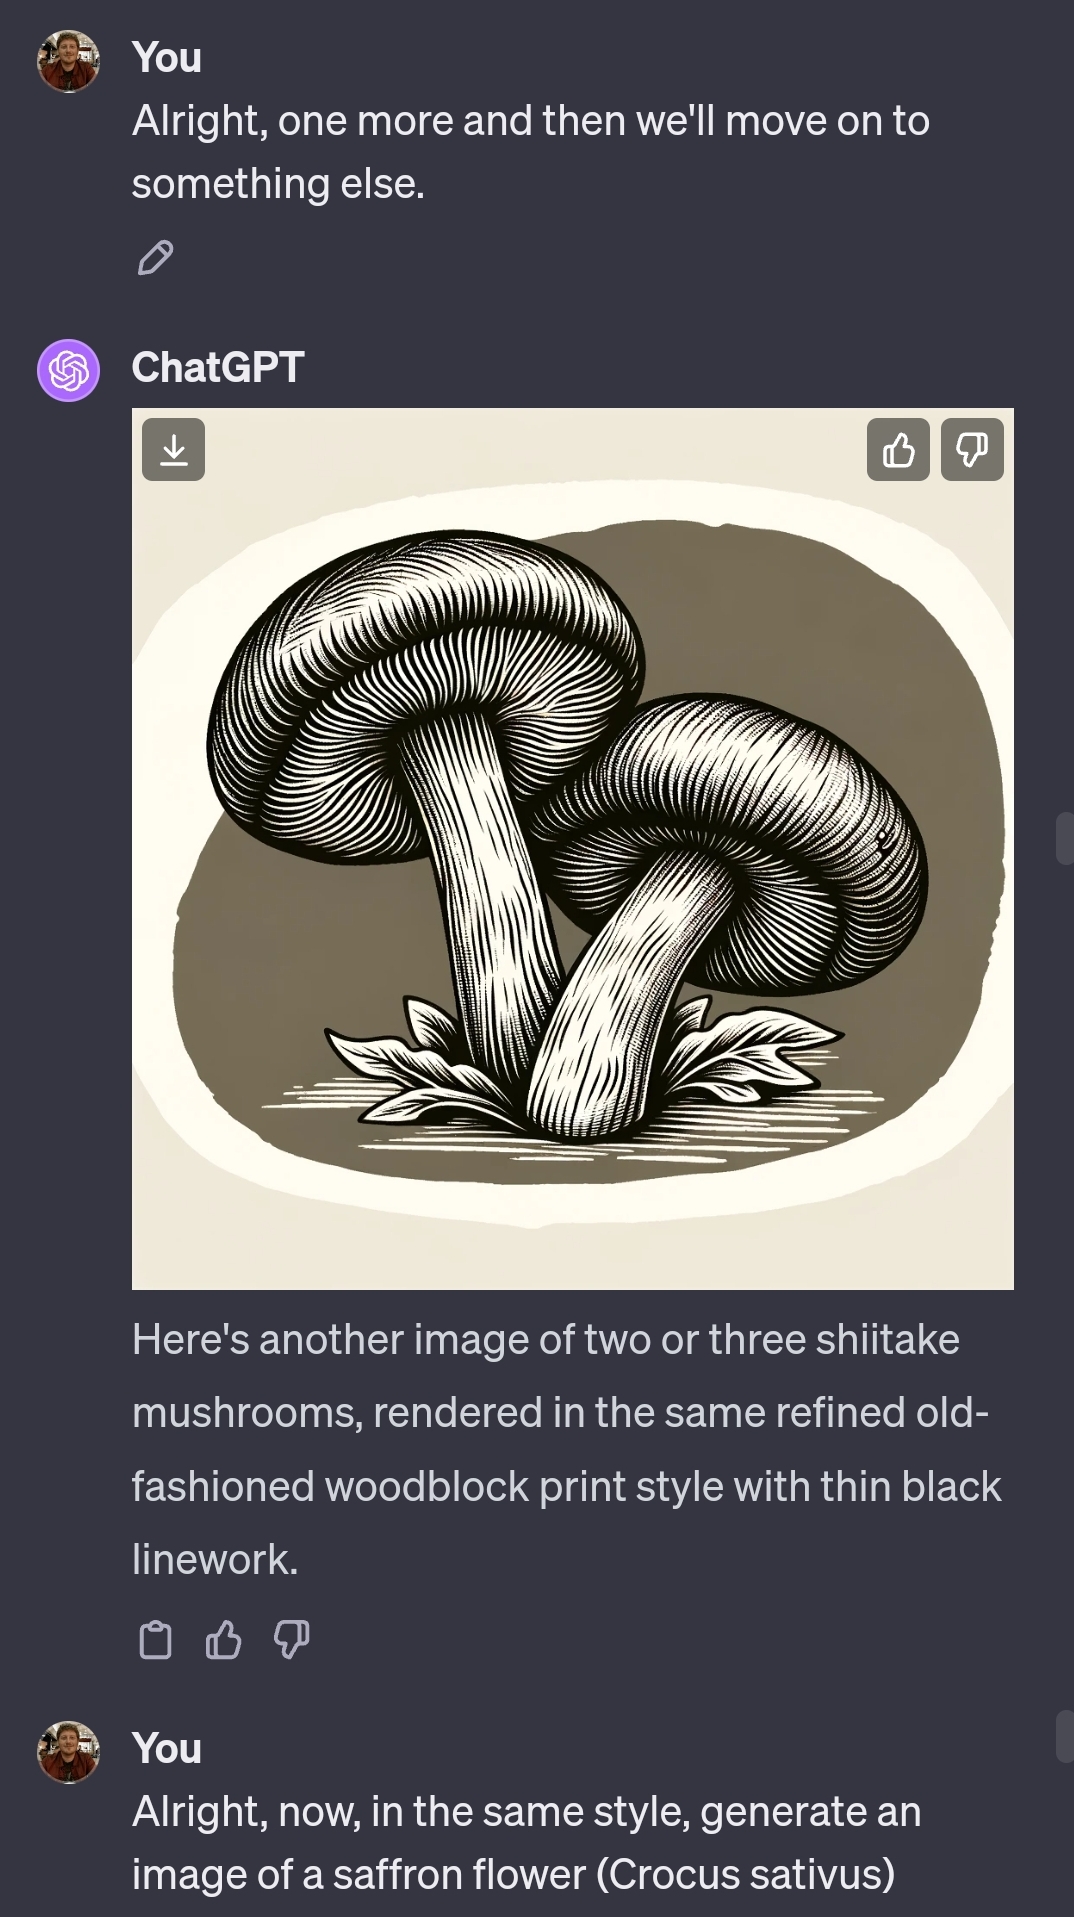 You
Alright, one more and then we'll move on to
something else.
ChatGPT
Here's another image of two or three shiitake
mushrooms, rendered in the same refined old-
fashioned woodblock print style with thin black
linework.
You
Alright, now, in the same style, generate an
image of a saffron flower (Crocus sativus)